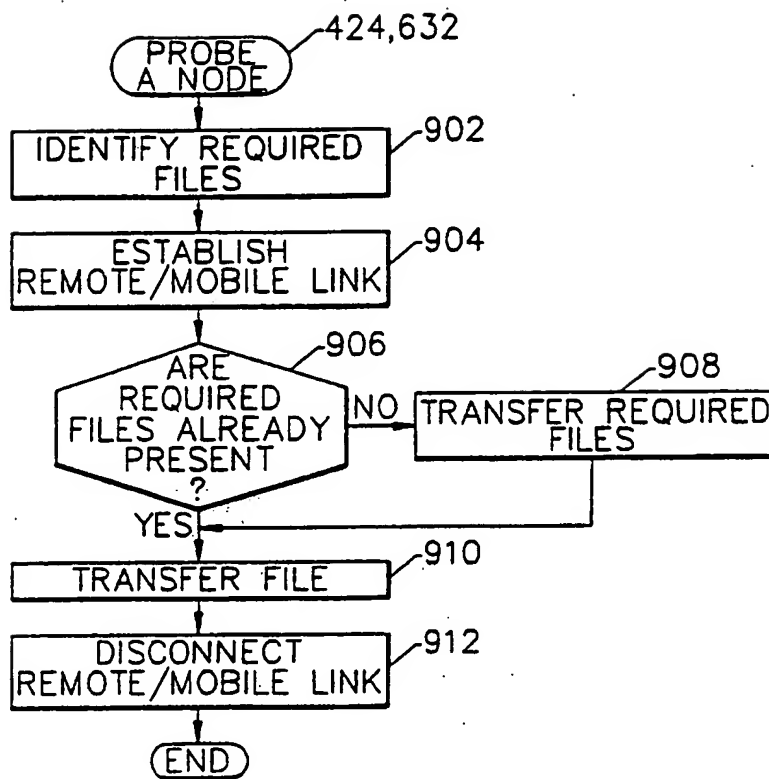 PROBE
A NODE
424,632
IDENTIFY REQUIRED
FILES
902
ESTABLISH
REMOTE/MOBILE LINK
904
ARE
REQUIRED
FILES ALREADY
PRESENT
?
906
NO
TRANSFER REQUIRED
FILES
908
YES
TRANSFER FILE
910
DISCONNECT
REMOTE/MOBILE LINK
912
END